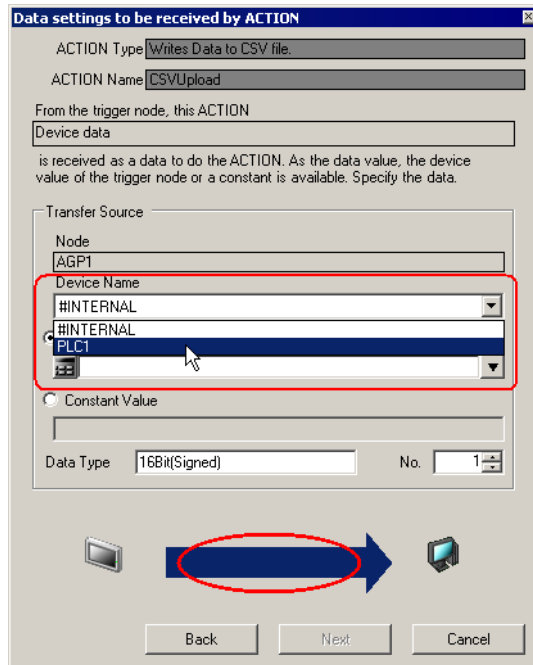 Data settings to be received by ACTION
ACTION Type Writes Data to CSV file.
ACTION Name CSVUpload
From the trigger node, this ACTION
Device data
is received as a data to do the ACTION. As the data value, the device
value of the trigger node or a constant is available. Specify the data.
Transfer Source
Node
AGP1
Device Name
#INTERNAL
#INTERNAL
PLC1
Constant Value
Data Type 16Bit(Signed) No. 1
Back Next Cancel